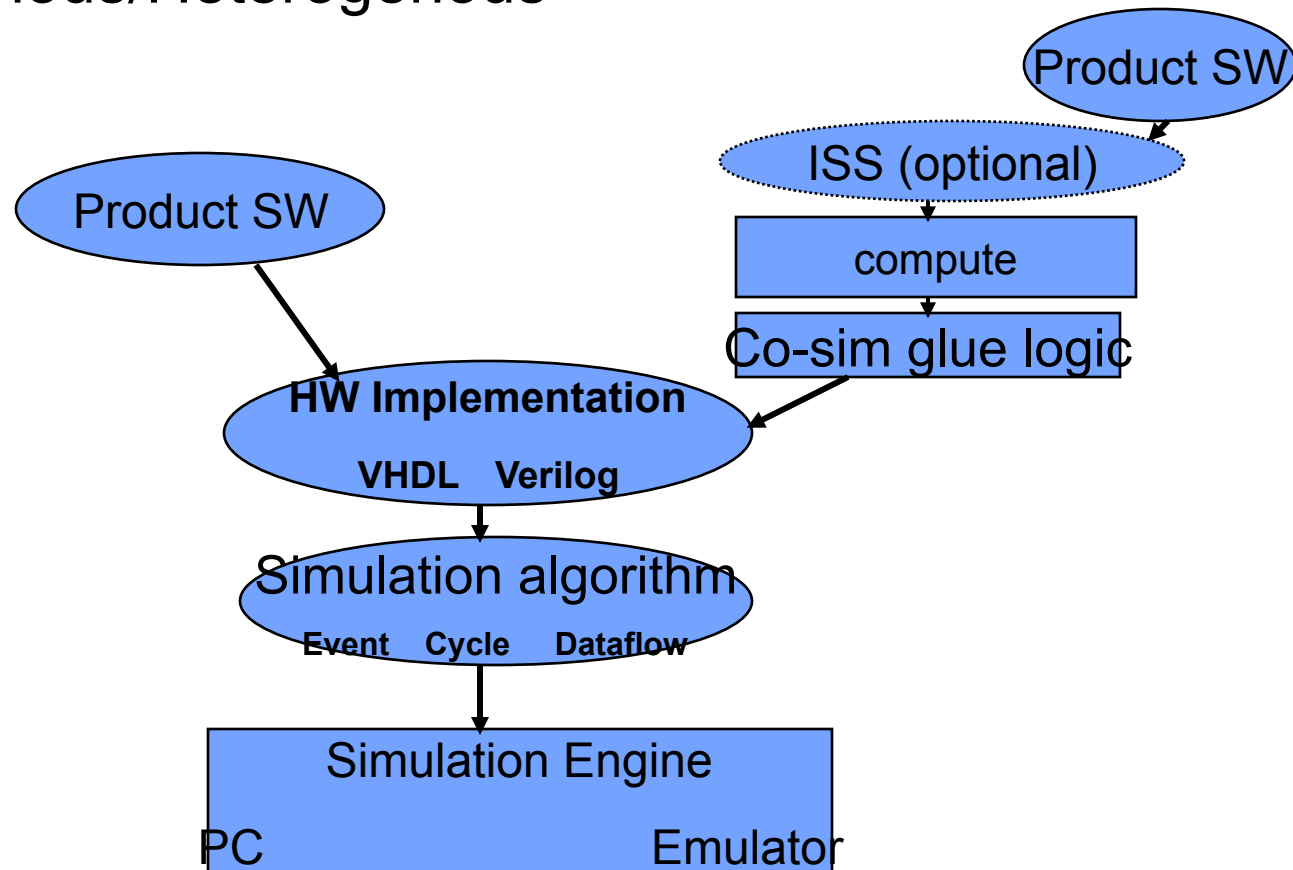 Product SW
ISS (optional)
Product SW
compute
Co-sim glue logic
HW Implementation
VHDL Verilog
Simulation algorithm
Event Cycle Dataflow
Simulation Engine
PC Emulator